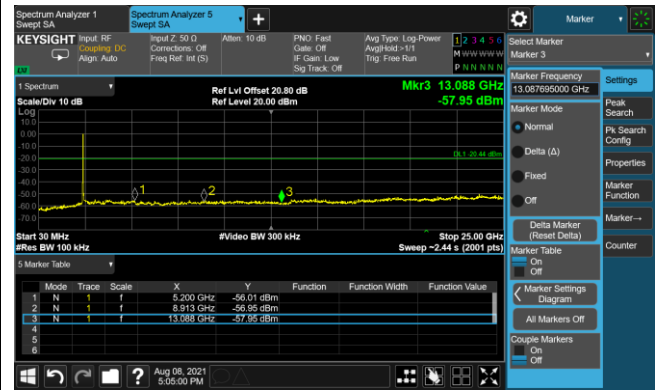 Spectrum Analyzer 1
Swept SA
Spectrum Analyzer 5
Swept SA
+
Marker
KEYSIGHT
Input: RF
Coupling: DC
Align: Auto
Input Z: 50 Ω
Corrections: Off
Freq Ref: Int (S)
Atten: 10 dB
PNO: Fast
Gate: Off
IF Gain: Low
Sig Track: Off
Avg Type: Log-Power
Avg|Hold:>1/1
Trig: Free Run
1 2 3 4 5 6
M W W W W W
P N N N N N
LNI
Select Marker
Marker 3
1 Spectrum
Scale/Div 10 dB
Ref Lvl Offset 20.80 dB
Ref Level 20.00 dBm
Mkr3 13.088 GHz
-57.95 dBm
Log
10.0
0.00
-10.0
-20.0
-30.0
-40.0
-50.0
-60.0
-70.0
DL1 -20.44 dBm
1
2
3
Start 30 MHz
#Res BW 100 kHz
#Video BW 300 kHz
Stop 25.00 GHz
Sweep ~2.44 s (2001 pts)
5 Marker Table
Mode Trace Scale X Y Function Function Width Function Value
1 N 1 f 5.200 GHz -56.01 dBm
2 N 1 f 8.913 GHz -56.95 dBm
3 N 1 f 13.088 GHz -57.95 dBm
4
5
6
Marker Frequency
13.087695000 GHz
Marker Mode
Normal
Delta (Δ)
Fixed
Off
Delta Marker
(Reset Delta)
Marker Table
On
Off
Marker Settings
Diagram
All Markers Off
Couple Markers
On
Off
Settings
Peak
Search
Pk Search
Config
Properties
Marker
Function
Marker→
Counter
?
Aug 08, 2021
5:05:00 PM